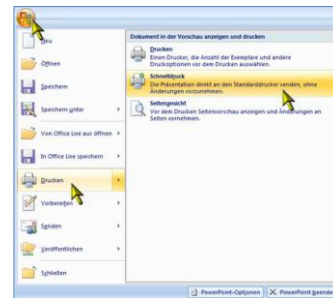 Neu
Öffnen
Speichern
Speichern unter
Von Office Live aus öffnen
In Office Live speichern
Drucken
Vorbereiten
Senden
Veröffentlichen
Schließen
Dokument in der Vorschau anzeigen und drucken
Drucken
Einen Drucker, die Anzahl der Exemplare und andere
Druckoptionen vor dem Drucken auswählen.
Schnelldruck
Die Präsentation direkt an den Standarddrucker senden, ohne
Änderungen vorzunehmen.
Seitenansicht
Vor dem Drucken Seitenvorschau anzeigen und Änderungen an
Seiten vornehmen.
PowerPoint-Optionen
PowerPoint beende